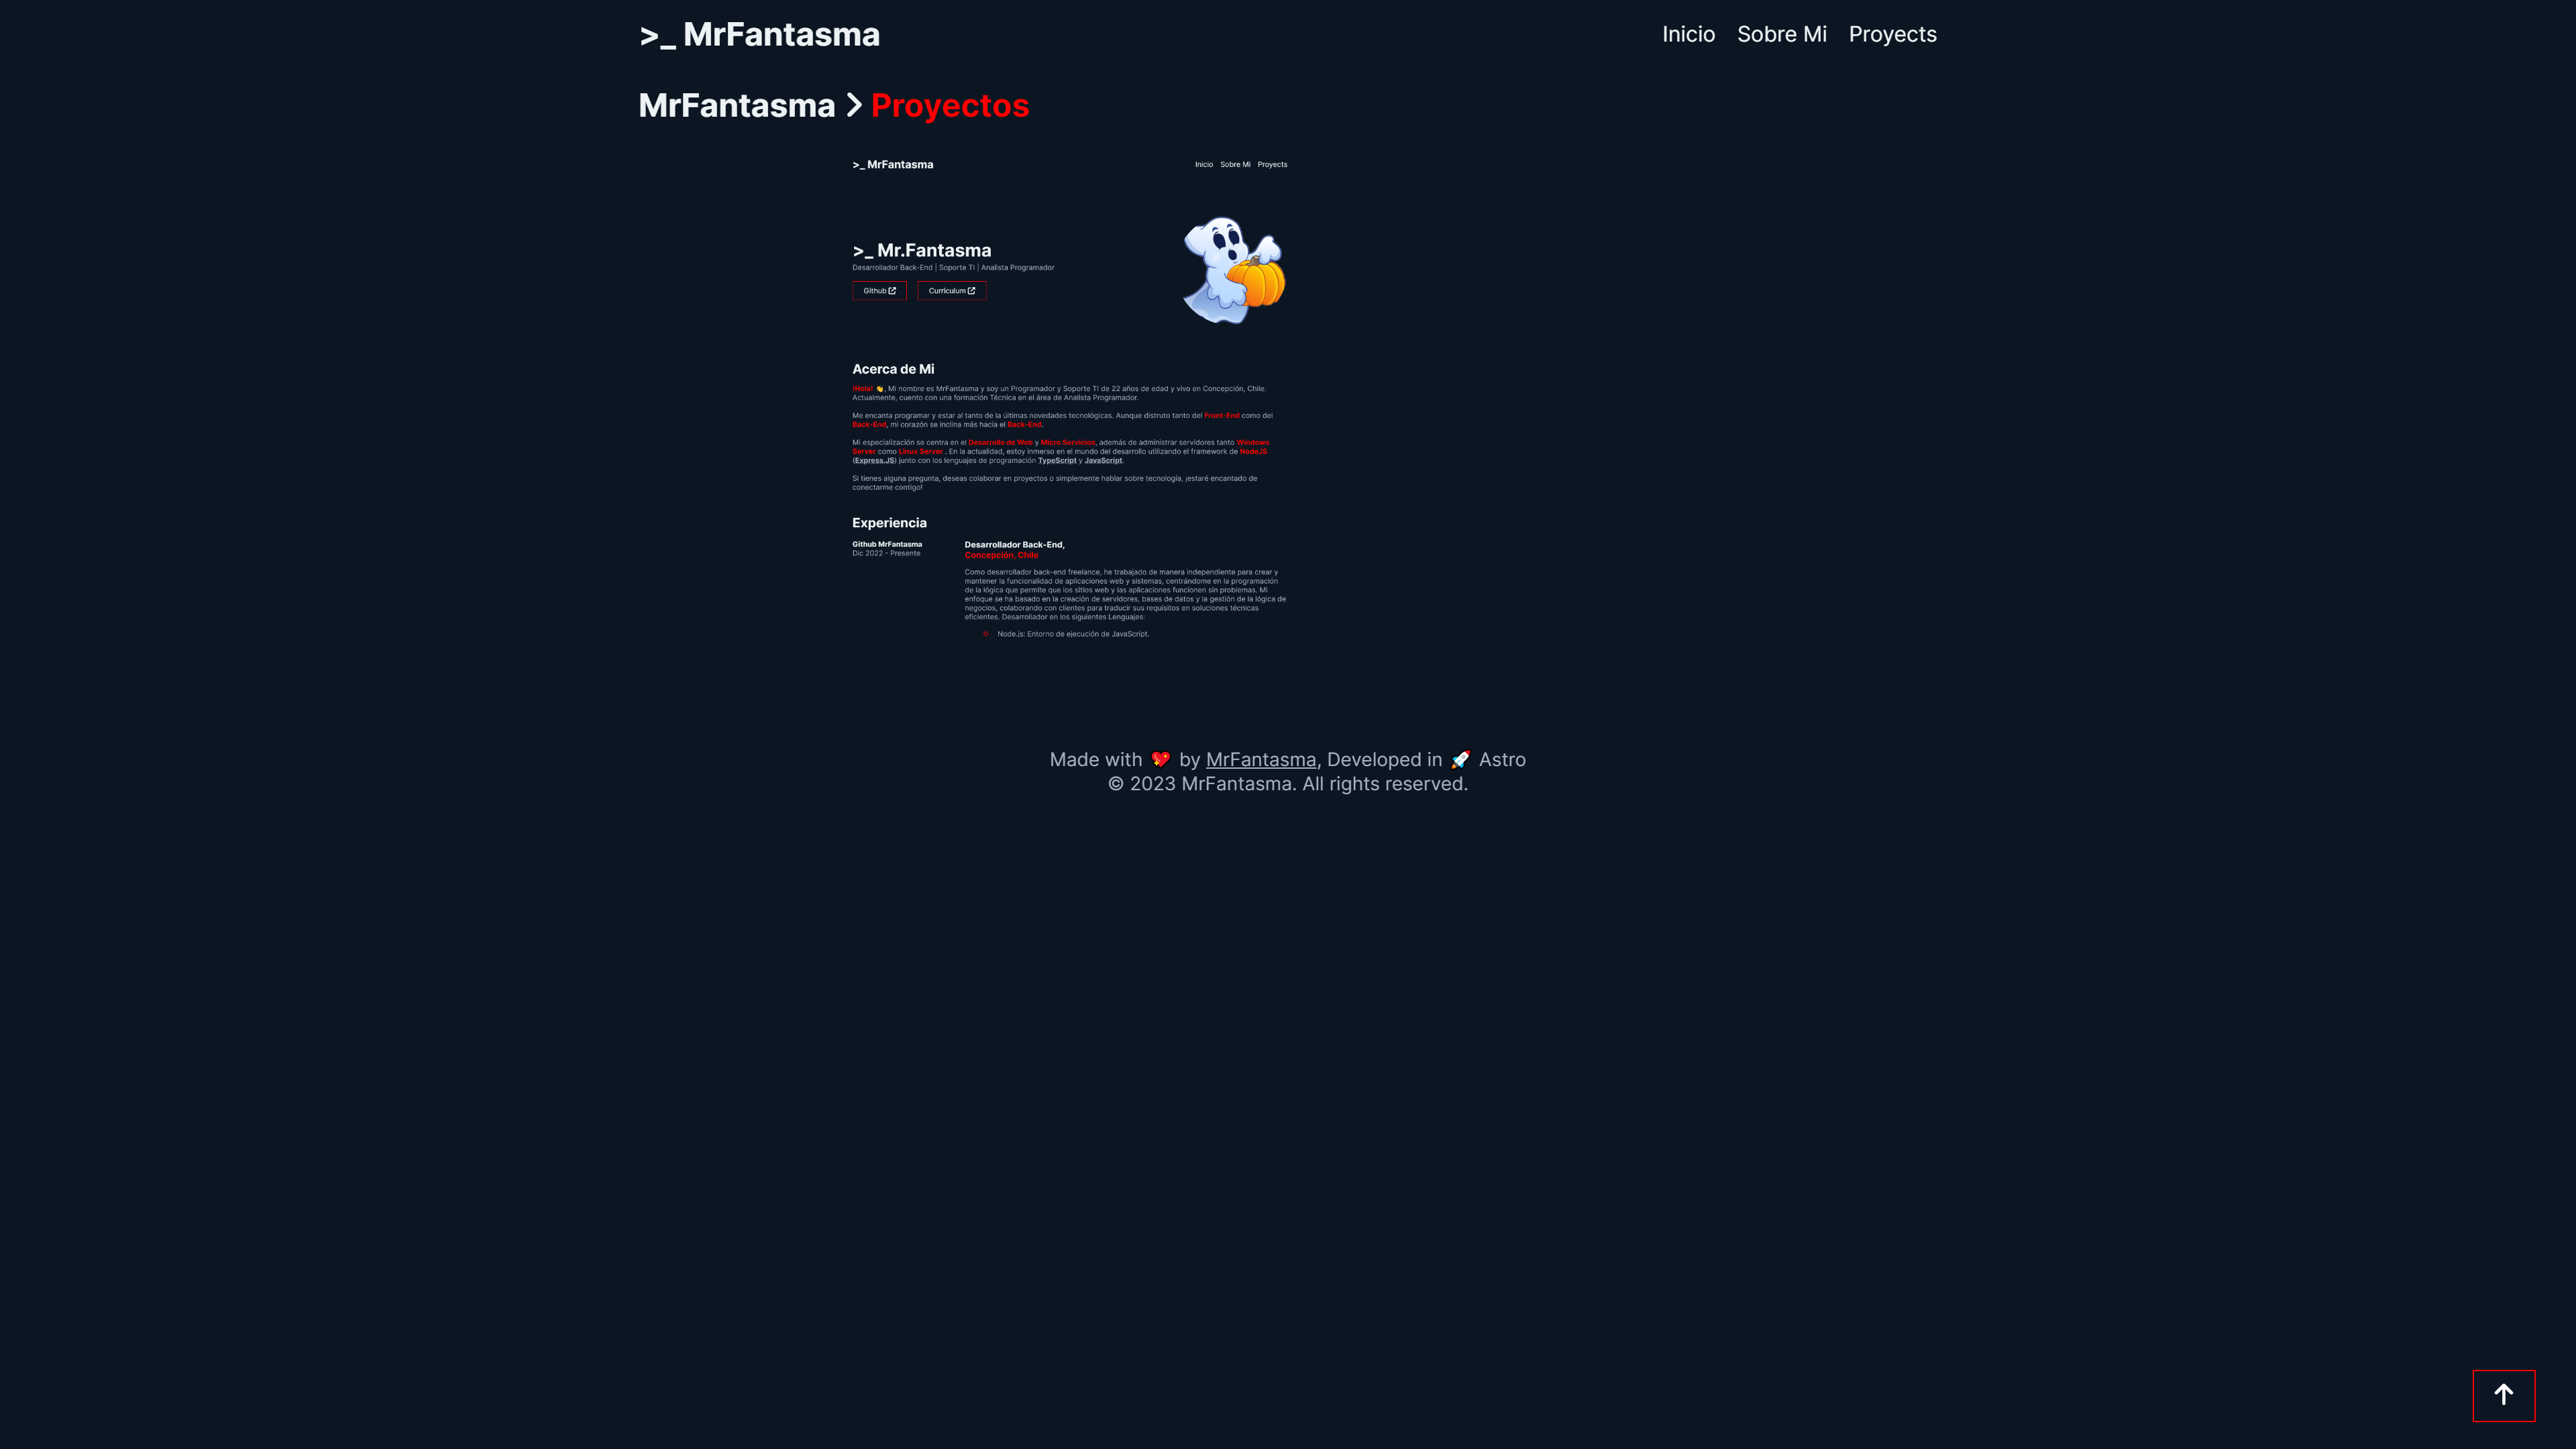 >_ MrFantasma
Inicio Sobre Mi Proyects
MrFantasma > Proyectos
>_ MrFantasma
Inicio Sobre Mi Proyects
>_ Mr.Fantasma
Desarrollador Back-End | Soporte TI | Analista Programador
Github
Curriculum
Acerca de Mi
!Hola! 👋, Mi nombre es MrFantasma y soy un Programador y Soporte TI de 22 años de edad y vivo en Concepción, Chile.
Actualmente, cuento con una formación Técnica en el área de Analista Programador.
Me encanta programar y estar al tanto de la últimas novedades tecnológicas. Aunque distruto tanto del Front-End como del
Back-End, mi corazón se inclina más hacia el Back-End.
Mi especialización se centra en el Desarrollo de Web y Micro Servicios, además de administrar servidores tanto Windows
Server como Linux Server . En la actualidad, estoy inmerso en el mundo del desarrollo utilizando el framework de NodeJS
(Express.JS) junto con los lenguajes de programación TypeScript y JavaScript.
Si tienes alguna pregunta, deseas colaborar en proyectos o simplemente hablar sobre tecnología, ¡estaré encantado de
conectarme contigo!
Experiencia
Github MrFantasma
Dic 2022 - Presente
Desarrollador Back-End,
Concepción, Chile
Como desarrollador back-end freelance, he trabajado de manera independiente para crear y
mantener la funcionalidad de aplicaciones web y sistemas, centrándome en la programación
de la lógica que permite que los sitios web y las aplicaciones funcionen sin problemas. Mi
enfoque se ha basado en la creación de servidores, bases de datos y la gestión de la lógica de
negocios, colaborando con clientes para traducir sus requisitos en soluciones técnicas
eficientes. Desarrollador en los siguientes Lenguajes:
Node.js: Entorno de ejecución de JavaScript.
Made with 💖 by MrFantasma, Developed in 🚀 Astro
© 2023 MrFantasma. All rights reserved.